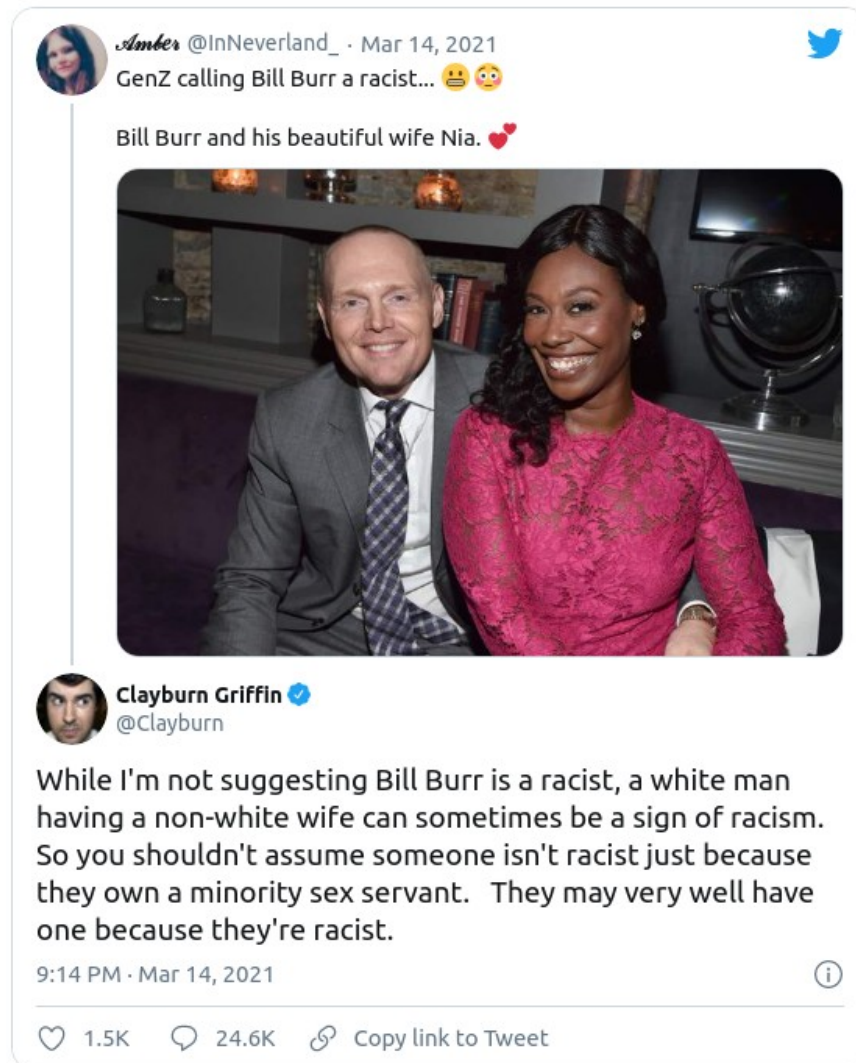 Amber @InNeverland_ · Mar 14, 2021
GenZ calling Bill Burr a racist... 😬😳
Bill Burr and his beautiful wife Nia. 💕
Clayburn Griffin
@Clayburn
While I'm not suggesting Bill Burr is a racist, a white man
having a non-white wife can sometimes be a sign of racism.
So you shouldn't assume someone isn't racist just because
they own a minority sex servant.   They may very well have
one because they're racist.
9:14 PM · Mar 14, 2021
1.5K 24.6K Copy link to Tweet